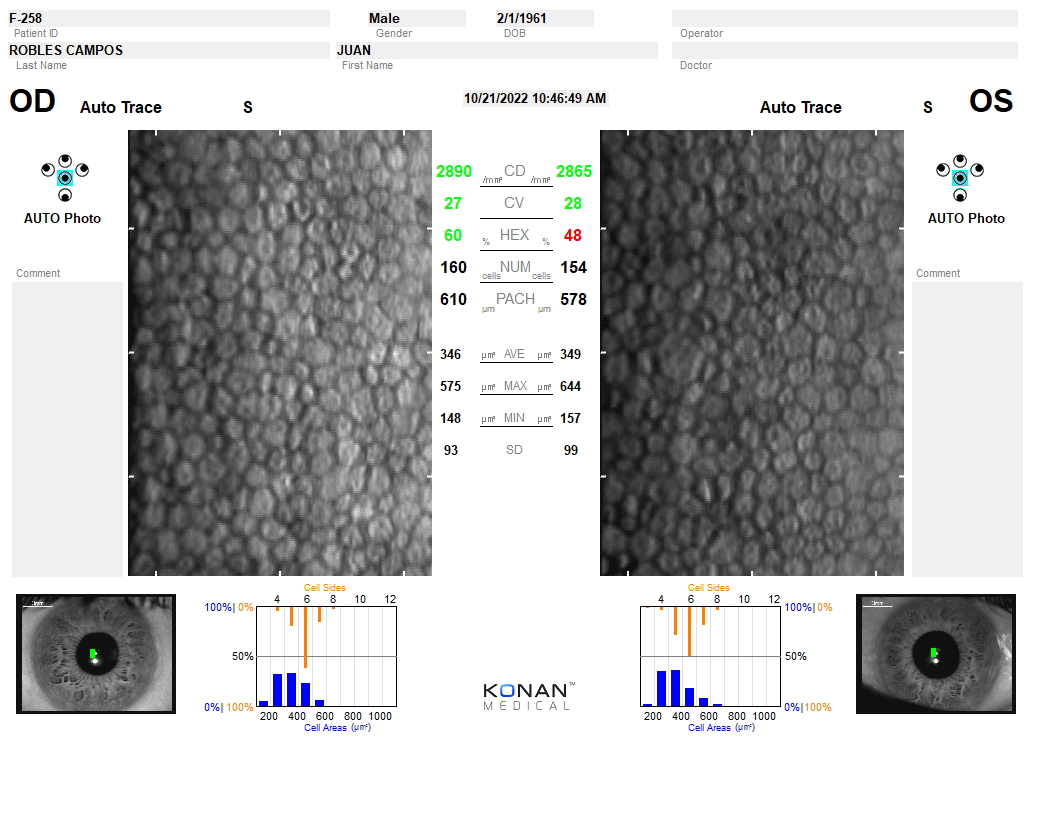 F-258 Male 2/1/1961
Patient ID Gender DOB Operator
ROBLES CAMPOS JUAN
Last Name First Name Doctor
OD Auto Trace S 10/21/2022 10:46:49 AM Auto Trace S OS
2890 /mm² CD /mm² 2865
AUTO Photo AUTO Photo
27 CV 28
60 % HEX % 48
160 cells NUM cells 154
Comment Comment
610 µm PACH µm 578
346 µm² AVE µm² 349
575 µm² MAX µm² 644
148 µm² MIN µm² 157
93 SD 99
Cell Sides Cell Sides
4 6 8 10 12 4 6 8 10 12
100%| 0% 100%| 0%
50% 50%
0%| 100% 0%| 100%
200 400 600 800 1000 200 400 600 800 1000
Cell Areas (µm²) Cell Areas (µm²)
KONAN™
MEDICAL